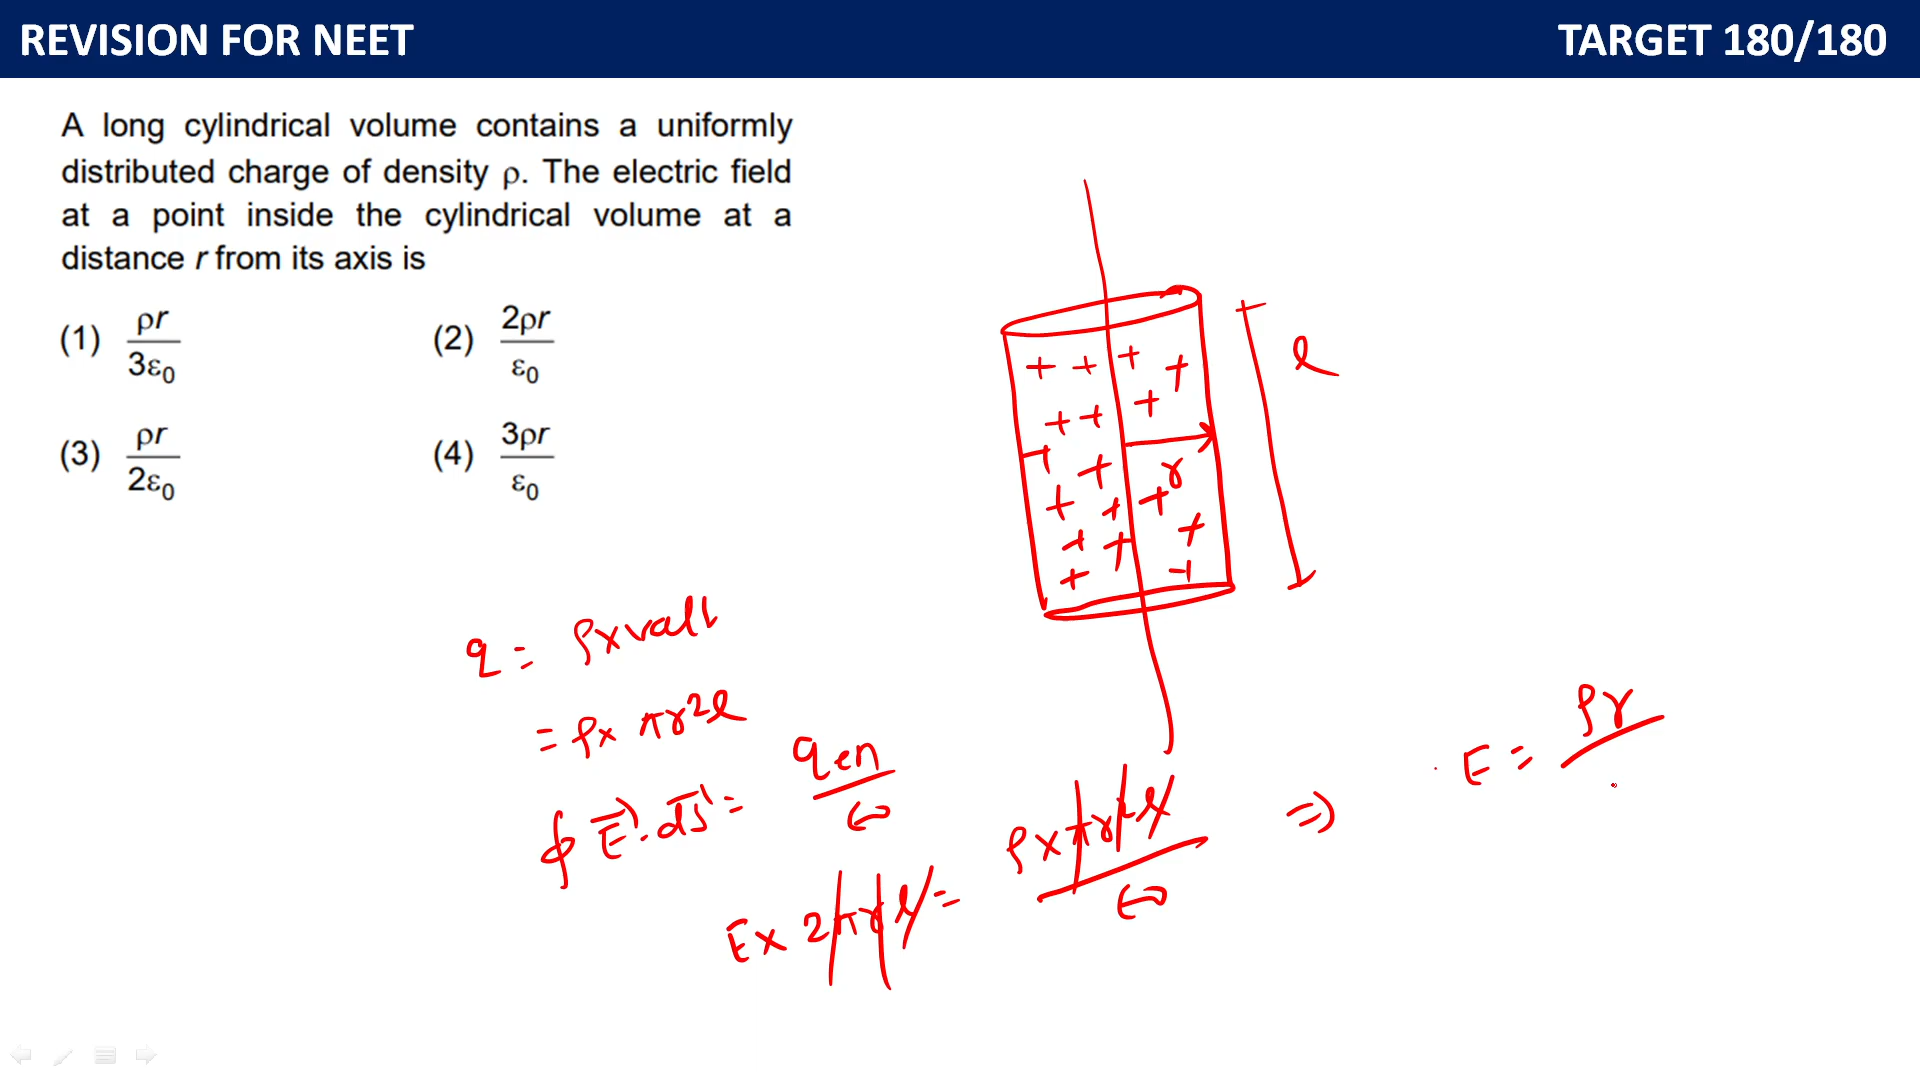 REVISION FOR NEET
TARGET 180/180
A long cylindrical volume contains a uniformly
distributed charge of density ρ. The electric field
at a point inside the cylindrical volume at a
distance r from its axis is
(1) ρr/3ε₀
(2) 2ρr/ε₀
(3) ρr/2ε₀
(4) 3ρr/ε₀
+ + + +
+ + +
+ + r
+ + +
+ + +
+ +
l
q = ρ×
= ρ× πr²l
∮ E⃗.ds⃗ = qen/ε₀
E× 2πrl = ρ×πr²l/ε₀ ⇒ E = ρr